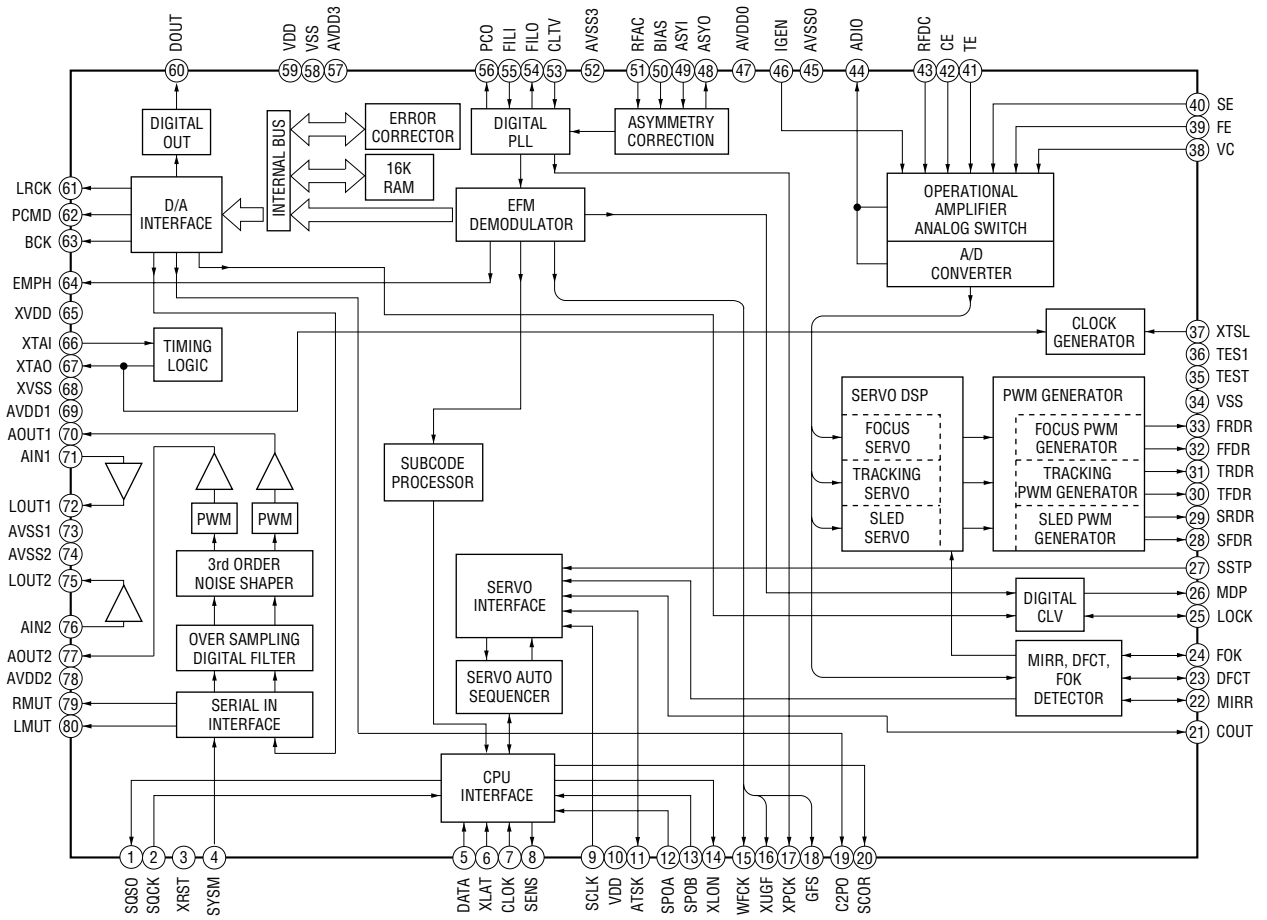 DOUT
VDD
VSS
AVDD3
PCO
FILI
FILO
CLTV
AVSS3
RFAC
BIAS
ASYI
ASYO
AVDD0
IGEN
AVSS0
ADIO
RFDC
CE
TE
60
59
58
57
56
55
54
53
52
51
50
49
48
47
46
45
44
43
42
41
40 SE
39 FE
38 VC
DIGITAL
OUT
INTERNAL BUS
ERROR
CORRECTOR
16K
RAM
DIGITAL
PLL
ASYMMETRY
CORRECTION
LRCK 61
PCMD 62
BCK 63
D/A
INTERFACE
EFM
DEMODULATOR
OPERATIONAL
AMPLIFIER
ANALOG SWITCH
A/D
CONVERTER
EMPH 64
XVDD 65
XTAI 66
XTAO 67
XVSS 68
AVDD1 69
AOUT1 70
AIN1 71
LOUT1 72
AVSS1 73
AVSS2 74
LOUT2 75
AIN2 76
AOUT2 77
AVDD2 78
RMUT 79
LMUT 80
TIMING
LOGIC
CLOCK
GENERATOR
37 XTSL
36 TES1
35 TEST
34 VSS
33 FRDR
32 FFDR
31 TRDR
30 TFDR
29 SRDR
28 SFDR
27 SSTP
26 MDP
25 LOCK
24 FOK
23 DFCT
22 MIRR
21 COUT
SERVO DSP
FOCUS
SERVO
TRACKING
SERVO
SLED
SERVO
PWM GENERATOR
FOCUS PWM
GENERATOR
TRACKING
PWM GENERATOR
SLED PWM
GENERATOR
SUBCODE
PROCESSOR
PWM
PWM
3rd ORDER
NOISE SHAPER
OVER SAMPLING
DIGITAL FILTER
SERIAL IN
INTERFACE
SERVO
INTERFACE
SERVO AUTO
SEQUENCER
DIGITAL
CLV
MIRR, DFCT,
FOK
DETECTOR
CPU
INTERFACE
1
2
3
4
5
6
7
8
9
10
11
12
13
14
15
16
17
18
19
20
SQSO
SQCK
XRST
SYSM
DATA
XLAT
CLOK
SENS
SCLK
VDD
ATSK
SPOA
SPOB
XLON
WFCK
XUGF
XPCK
GFS
C2PO
SCOR